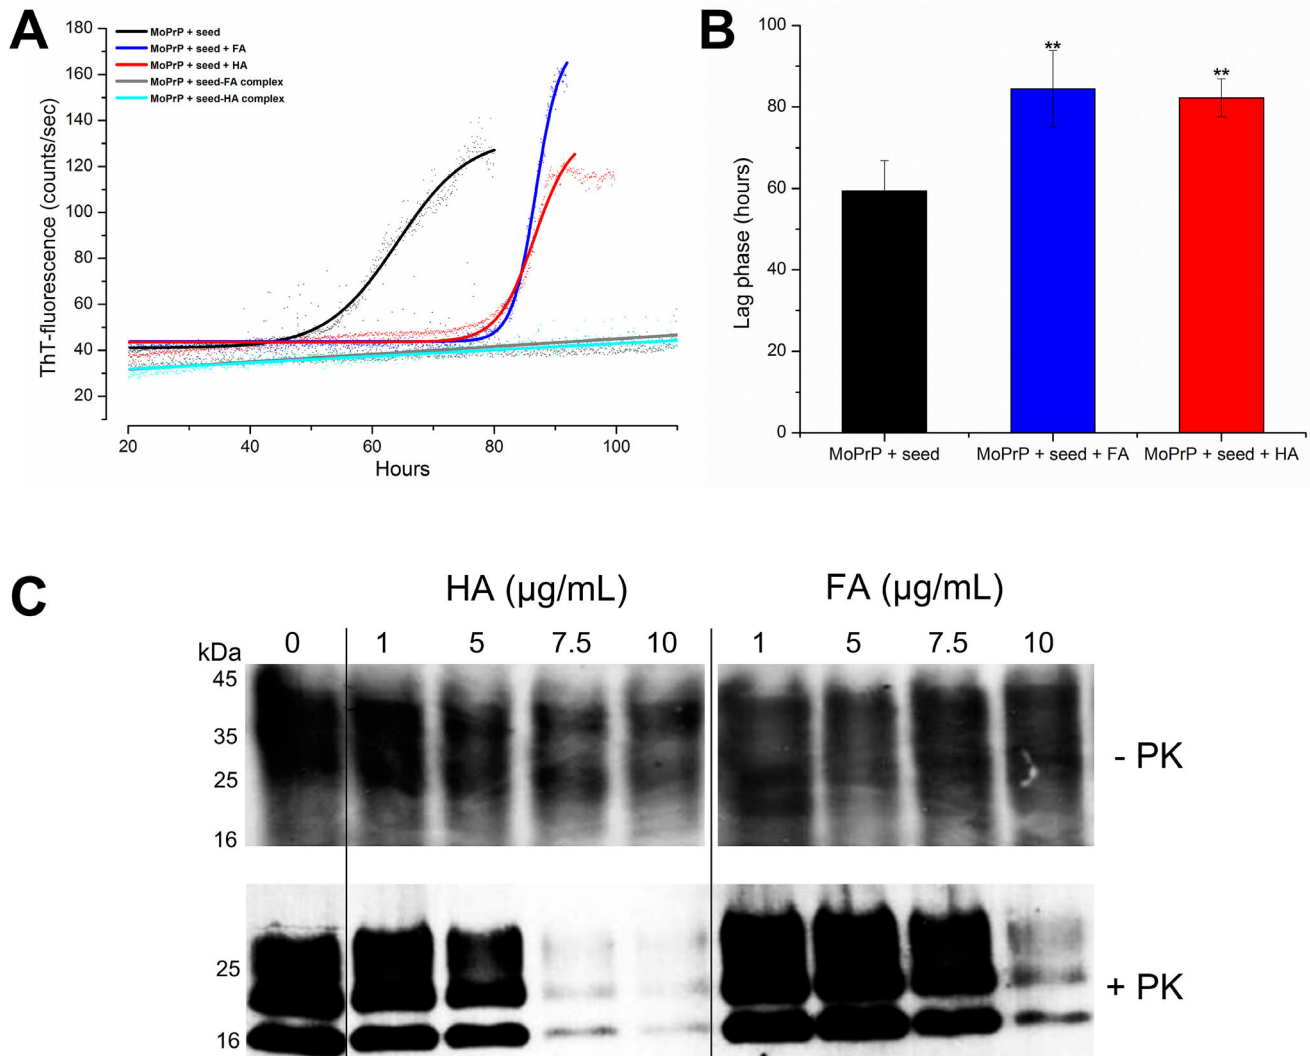 A
ThT-fluorescence (counts/sec)
180
160
140
120
100
80
60
40
20
MoPrP + seed
MoPrP + seed + FA
MoPrP + seed + HA
MoPrP + seed-FA complex
MoPrP + seed-HA complex
20 40 60 80 100
Hours
B
Lag phase (hours)
100
80
60
40
20
0
**
**
MoPrP + seed MoPrP + seed + FA MoPrP + seed + HA
C
HA (µg/mL) FA (µg/mL)
kDa 0 1 5 7.5 10 1 5 7.5 10
45
35
25
16
- PK
25
16
+ PK